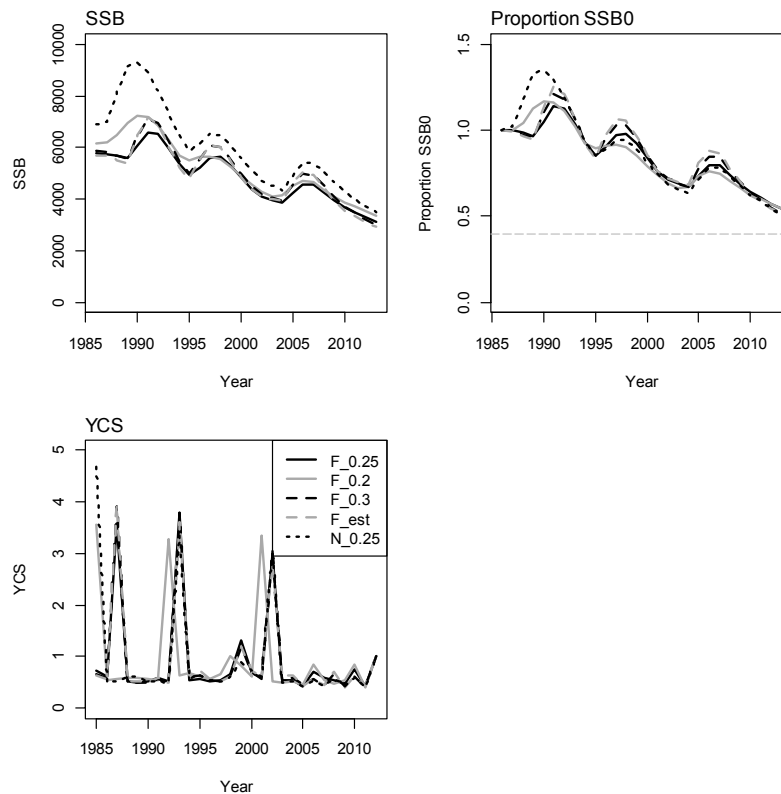 SSB
SSB
10000
8000
6000
4000
2000
0
1985 1990 1995 2000 2005 2010
Year
Proportion SSB0
Proportion SSB0
1.5
1.0
0.5
0.0
1985 1990 1995 2000 2005 2010
Year
YCS
YCS
5
4
3
2
1
0
F_0.25
F_0.2
F_0.3
F_est
N_0.25
1985 1990 1995 2000 2005 2010
Year